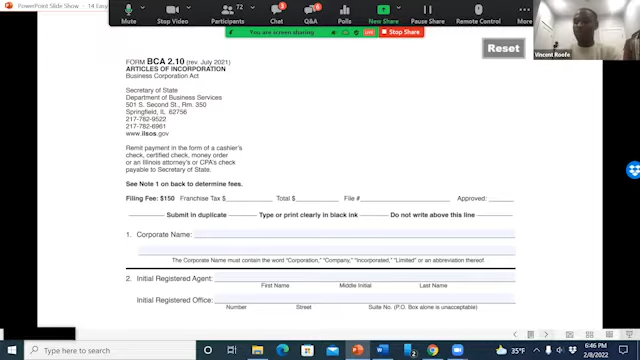 PowerPoint Slide Show - 14 Easy
Mute
Stop Video
72
Participants
3
Chat
6
Q&A
Polls
New Share
Pause Share
Remote Control
More
You are screen sharing
LIVE
Stop Share
Reset
Vincent Roofe
FORM BCA 2.10 (rev. July 2021)
ARTICLES OF INCORPORATION
Business Corporation Act
Secretary of State
Department of Business Services
501 S. Second St., Rm. 350
Springfield, IL 62756
217-782-9522
217-782-6961
www.ilsos.gov
Remit payment in the form of a cashier's
check, certified check, money order
or an Illinois attorney's or CPA's check
payable to Secretary of State.
See Note 1 on back to determine fees.
Filing Fee: $150 Franchise Tax $ Total $ File # Approved:
Submit in duplicate Type or print clearly in black ink Do not write above this line
1. Corporate Name:
The Corporate Name must contain the word "Corporation," "Company," "Incorporated," "Limited" or an abbreviation thereof.
2. Initial Registered Agent:
First Name Middle Initial Last Name
Initial Registered Office:
Number Street Suite No. (P.O. Box alone is unacceptable)
Type here to search
35°F
6:46 PM
2/8/2022